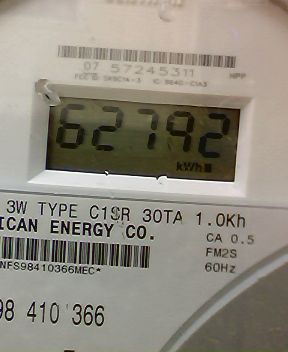 07 57245311
HPP
62792
kWh
3W TYPE C1SR 30TA 1.0Kh
ICAN ENERGY CO.
CA 0.5
FM2S
NFS98410366MEC*
60Hz
98 410 366